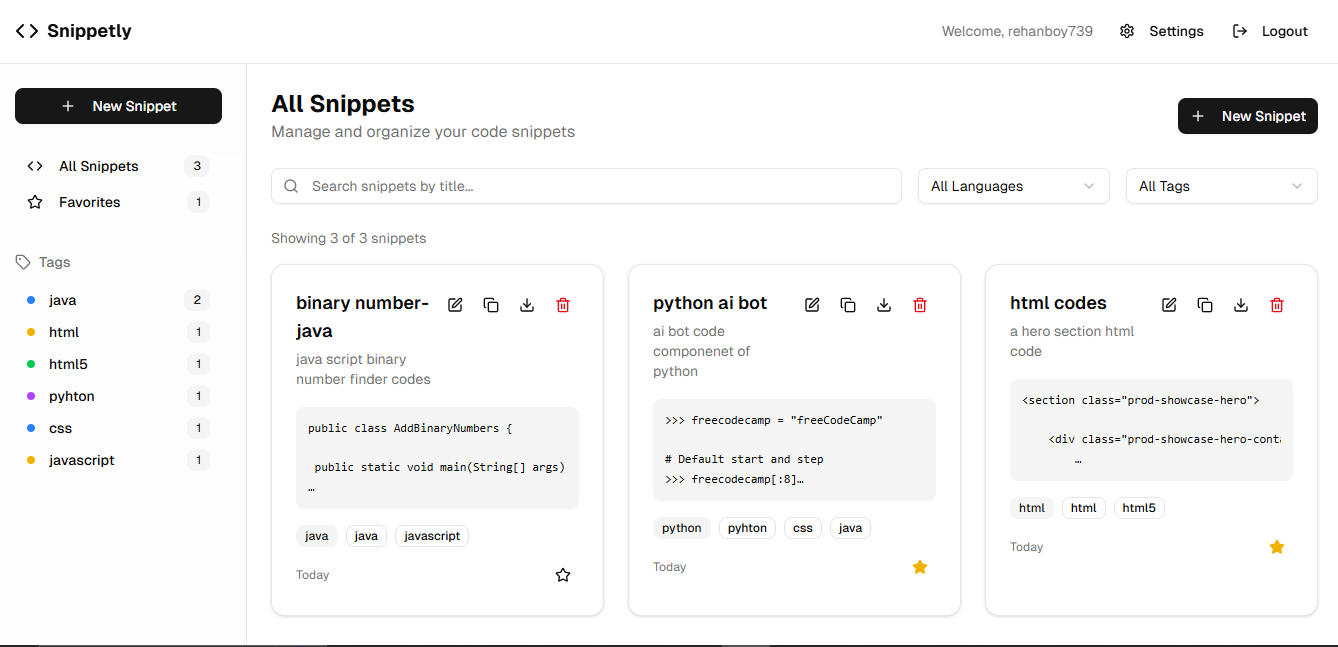 Snippetly
Welcome, rehanboy739 Settings Logout
New Snippet
All Snippets 3
Favorites 1
Tags
java 2
html 1
html5 1
pyhton 1
css 1
javascript 1
All Snippets
Manage and organize your code snippets
New Snippet
Search snippets by title...
All Languages
All Tags
Showing 3 of 3 snippets
binary number-
java
java script binary
number finder codes
public class AddBinaryNumbers {
public static void main(String[] args)
…
java java javascript
Today
python ai bot
ai bot code
componenet of
python
>>> freecodecamp = "freeCodeCamp"
# Default start and step
>>> freecodecamp[:8]…
python pyhton css java
Today
html codes
a hero section html
code
<section class="prod-showcase-hero">
<div class="prod-showcase-hero-conta
…
html html html5
Today